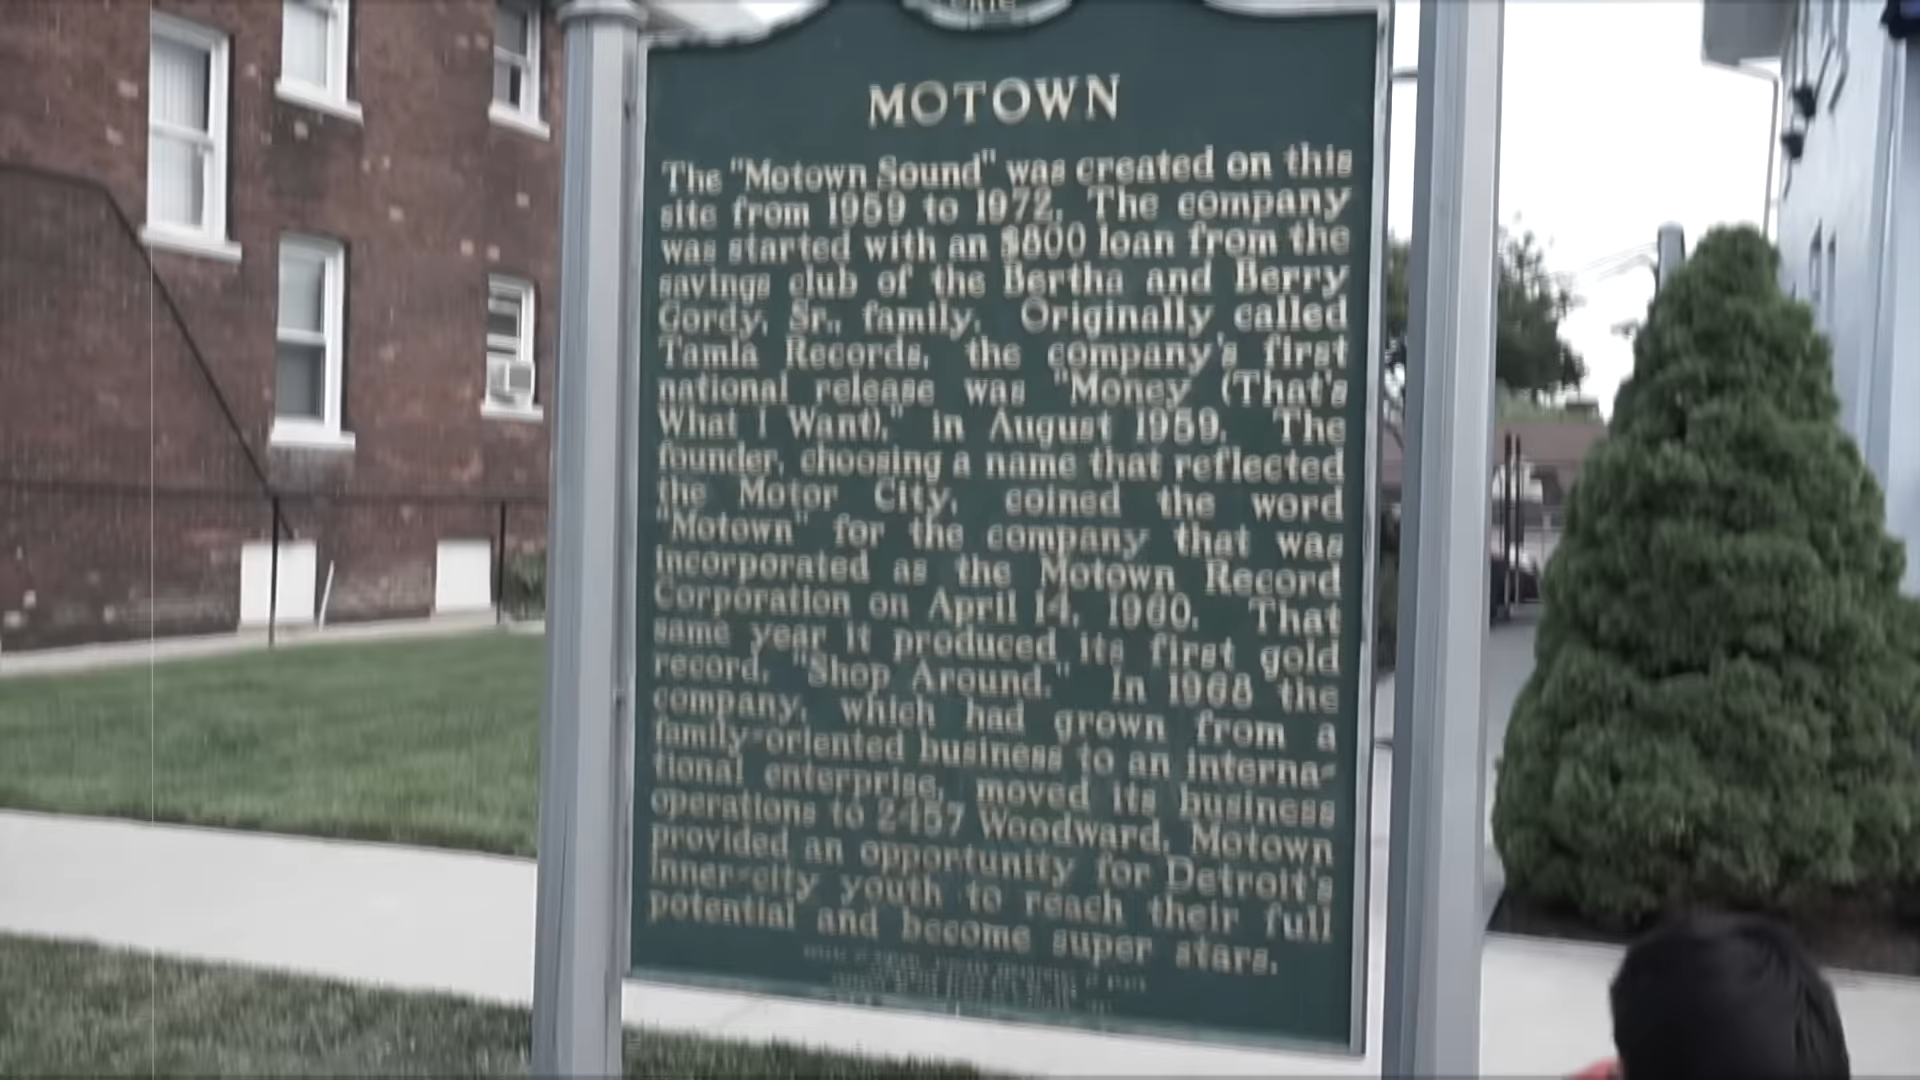 MOTOWN
The "Motown Sound" was created on this
site from 1959 to 1972. The company
was started with an $800 loan from the
savings club of the Bertha and Berry
Gordy, Sr., family. Originally called
Tamla Records, the company's first
national release was "Money (That's
What I Want)," in August 1959. The
founder, choosing a name that reflected
the Motor City, coined the word
"Motown" for the company that was
incorporated as the Motown Record
Corporation on April 14, 1960. That
same year it produced its first gold
record, "Shop Around." In 1968 the
company, which had grown from a
family-oriented business to an interna-
tional enterprise, moved its business
operations to 2457 Woodward. Motown
provided an opportunity for Detroit's
inner-city youth to reach their full
potential and become super stars.